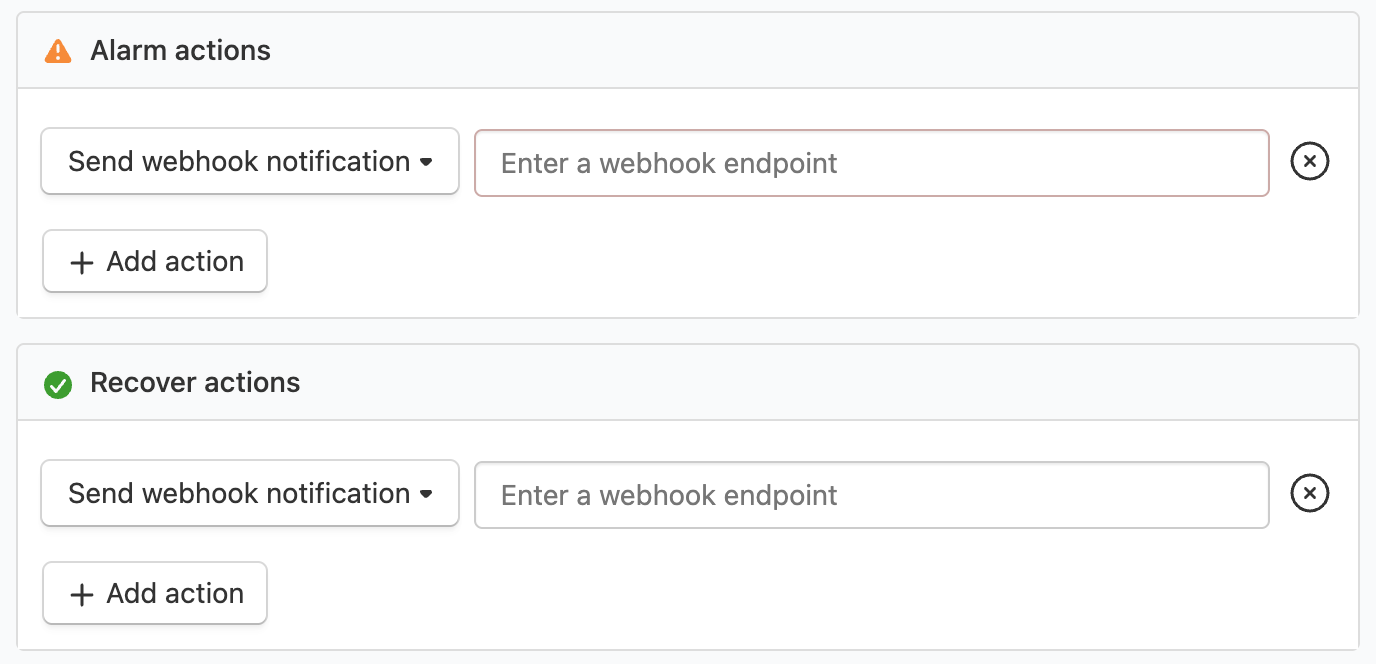 Alarm actions
Send webhook notification
Enter a webhook endpoint
Add action
Recover actions
Send webhook notification
Enter a webhook endpoint
Add action